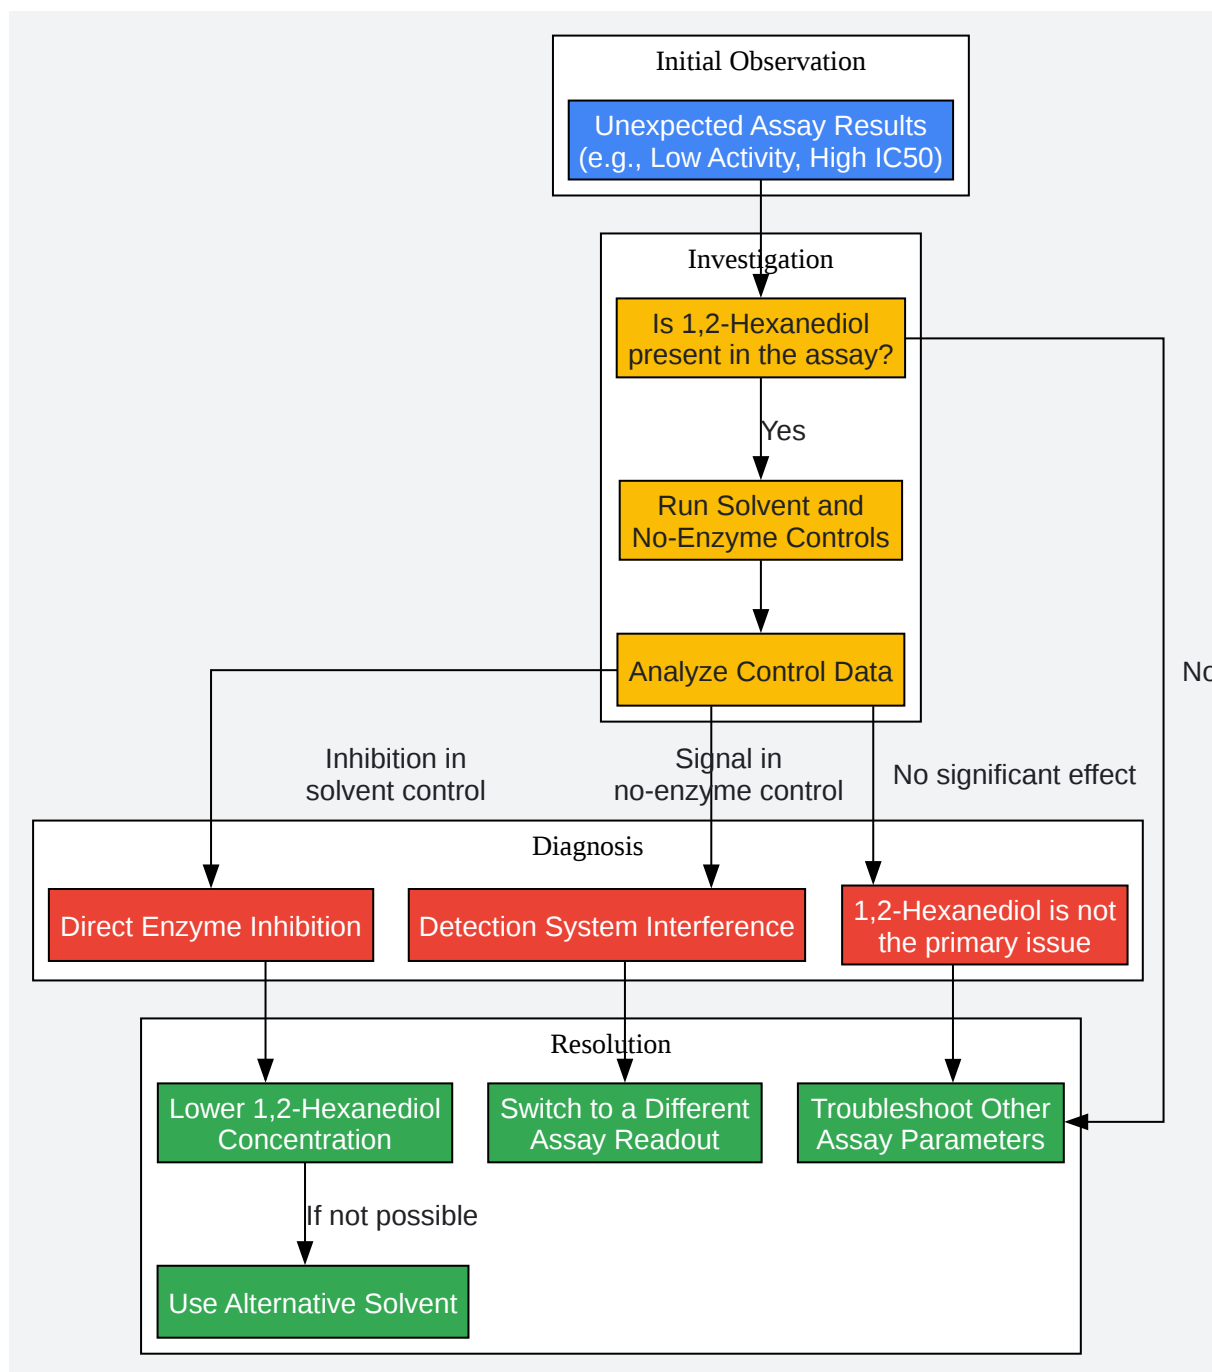 Initial Observation
Unexpected Assay Results
(e.g., Low Activity, High IC50)
Investigation
Is 1,2-Hexanediol
present in the assay?
Yes
Run Solvent and
No-Enzyme Controls
Analyze Control Data
No
Inhibition in
solvent control
Signal in
no-enzyme control
No significant effect
Diagnosis
Direct Enzyme Inhibition
Detection System Interference
1,2-Hexanediol is not
the primary issue
Resolution
Lower 1,2-Hexanediol
Concentration
Switch to a Different
Assay Readout
Troubleshoot Other
Assay Parameters
If not possible
Use Alternative Solvent